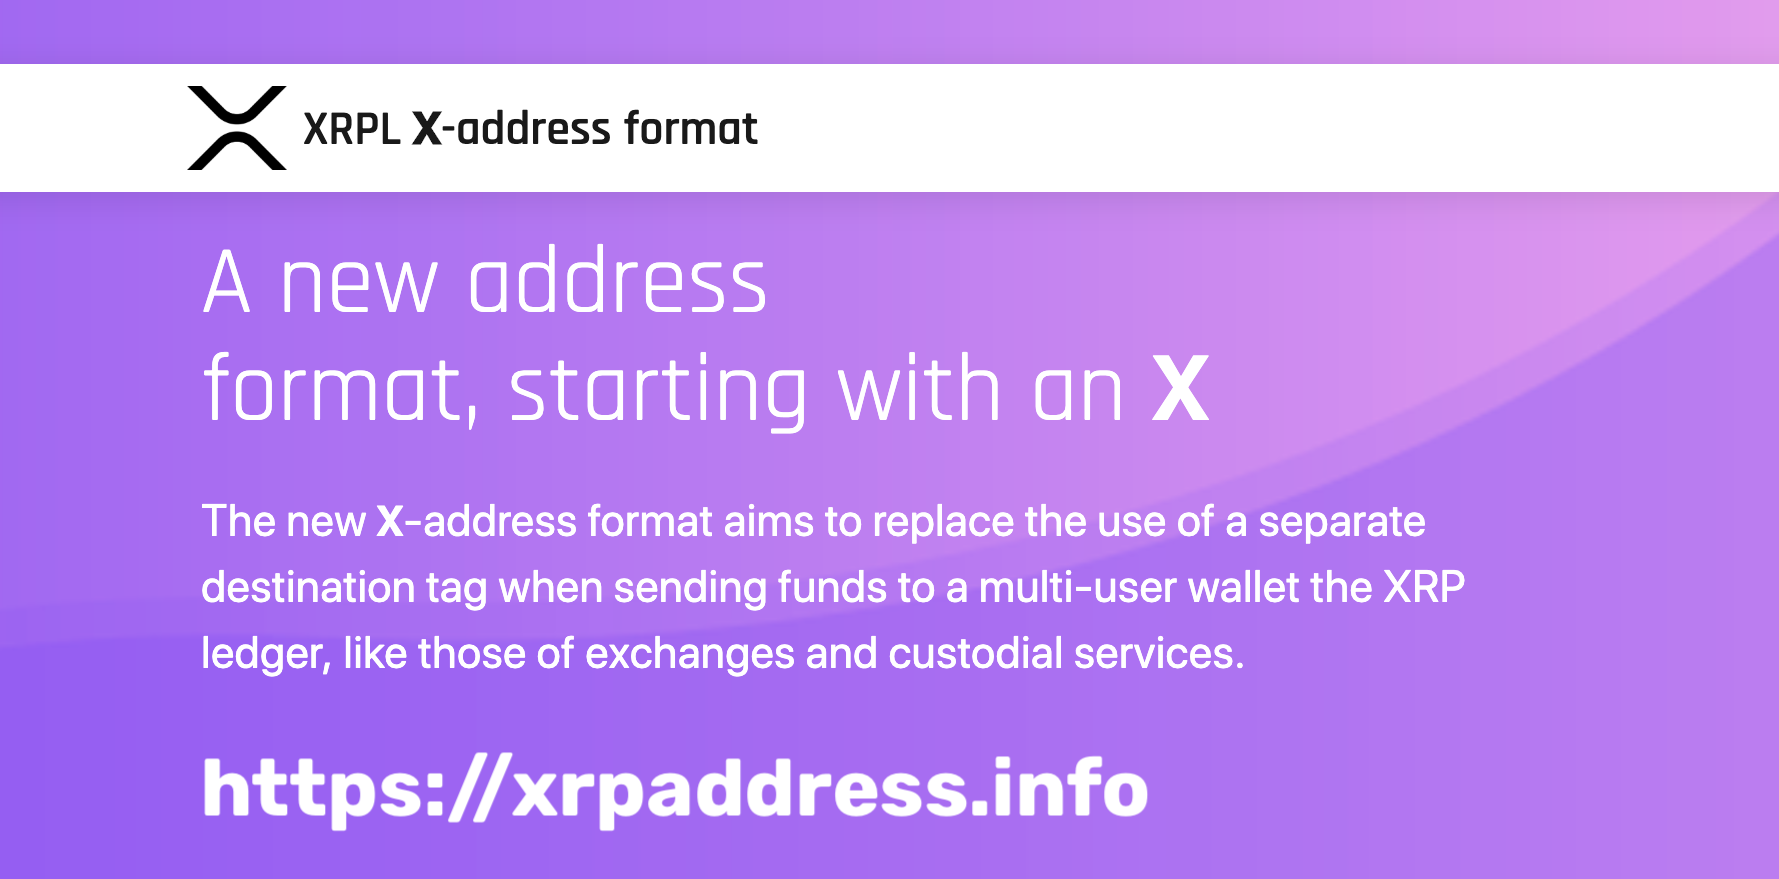 XRPL X-address format
A new address
format, starting with an X
The new X-address format aims to replace the use of a separate
destination tag when sending funds to a multi-user wallet the XRP
ledger, like those of exchanges and custodial services.
https://xrpaddress.info